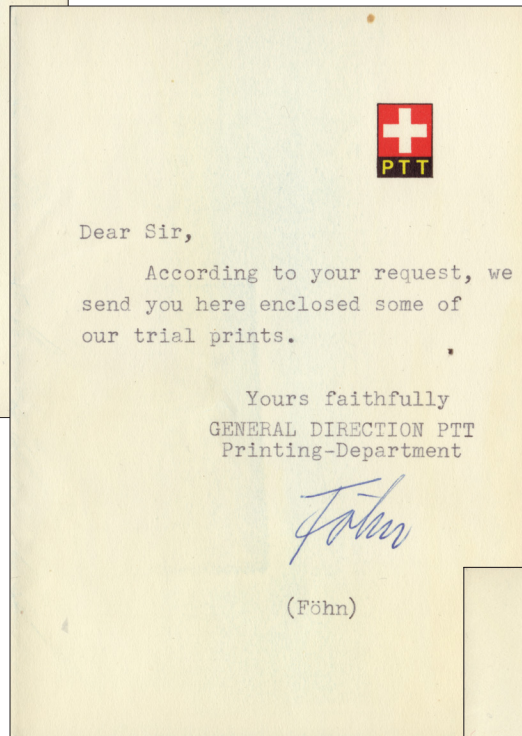 PTT
Dear Sir,
According to your request, we
send you here enclosed some of
our trial prints.
Yours faithfully
GENERAL DIRECTION PTT
Printing-Department
Föhn
(Föhn)